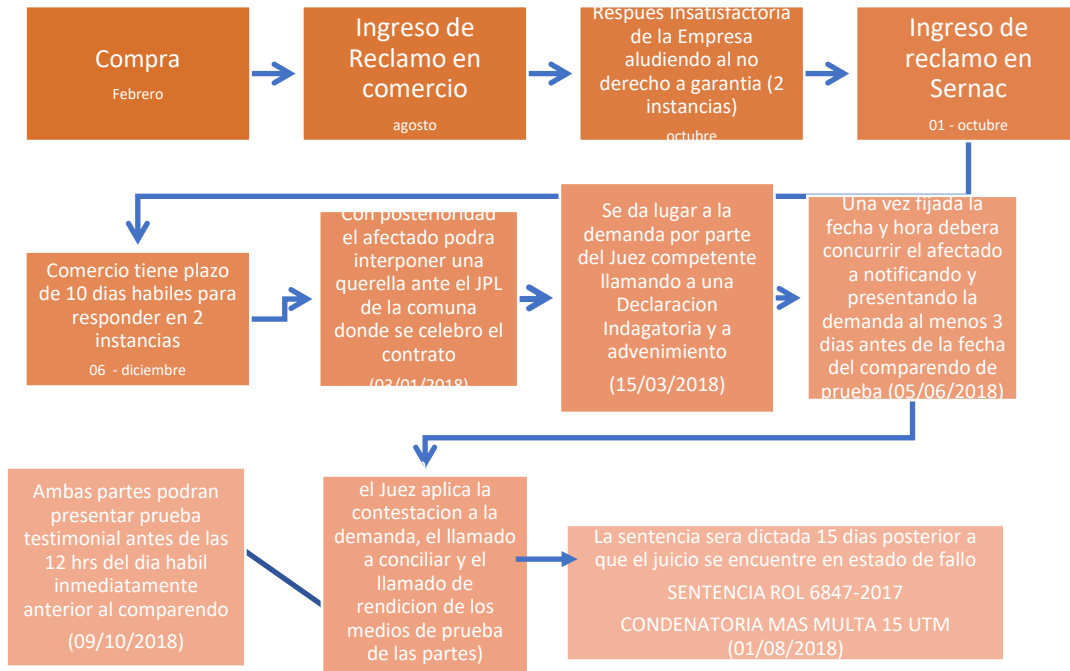 Compra
Febrero
Ingreso de
Reclamo en
comercio
agosto
Respues Insatisfactoria
de la Empresa
aludiendo al no
derecho a garantia (2
instancias)
octubre
Ingreso de
reclamo en
Sernac
01 - octubre
Comercio tiene plazo
de 10 dias habiles para
responder en 2
instancias
06 - diciembre
Con posterioridad
el afectado podra
interponer una
querella ante el JPL
de la comuna
donde se celebro el
contrato
(03/01/2018)
Se da lugar a la
demanda por parte
del Juez competente
llamando a una
Declaracion
Indagatoria y a
advenimiento
(15/03/2018)
Una vez fijada la
fecha y hora debera
concurrir el afectado
a notificando y
presentando la
demanda al menos 3
dias antes de la fecha
del comparendo de
prueba (05/06/2018)
Ambas partes podran
presentar prueba
testimonial antes de las
12 hrs del dia habil
inmediatamente
anterior al comparendo
(09/10/2018)
el Juez aplica la
contestacion a la
demanda, el llamado
a conciliar y el
llamado de
rendicion de los
medios de prueba
de las partes)
La sentencia sera dictada 15 dias posterior a
que el juicio se encuentre en estado de fallo
SENTENCIA ROL 6847-2017
CONDENATORIA MAS MULTA 15 UTM
(01/08/2018)